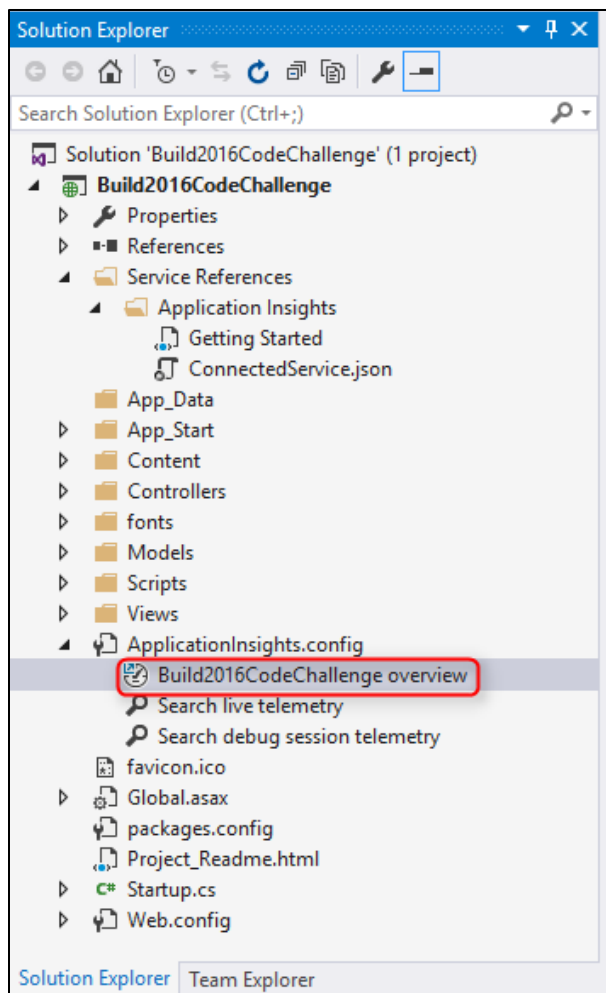 Solution Explorer
Search Solution Explorer (Ctrl+;)
Solution 'Build2016CodeChallenge' (1 project)
Build2016CodeChallenge
Properties
References
Service References
Application Insights
Getting Started
ConnectedService.json
App_Data
App_Start
Content
Controllers
fonts
Models
Scripts
Views
ApplicationInsights.config
Build2016CodeChallenge overview
Search live telemetry
Search debug session telemetry
favicon.ico
Global.asax
packages.config
Project_Readme.html
C# Startup.cs
Web.config
Solution Explorer Team Explorer